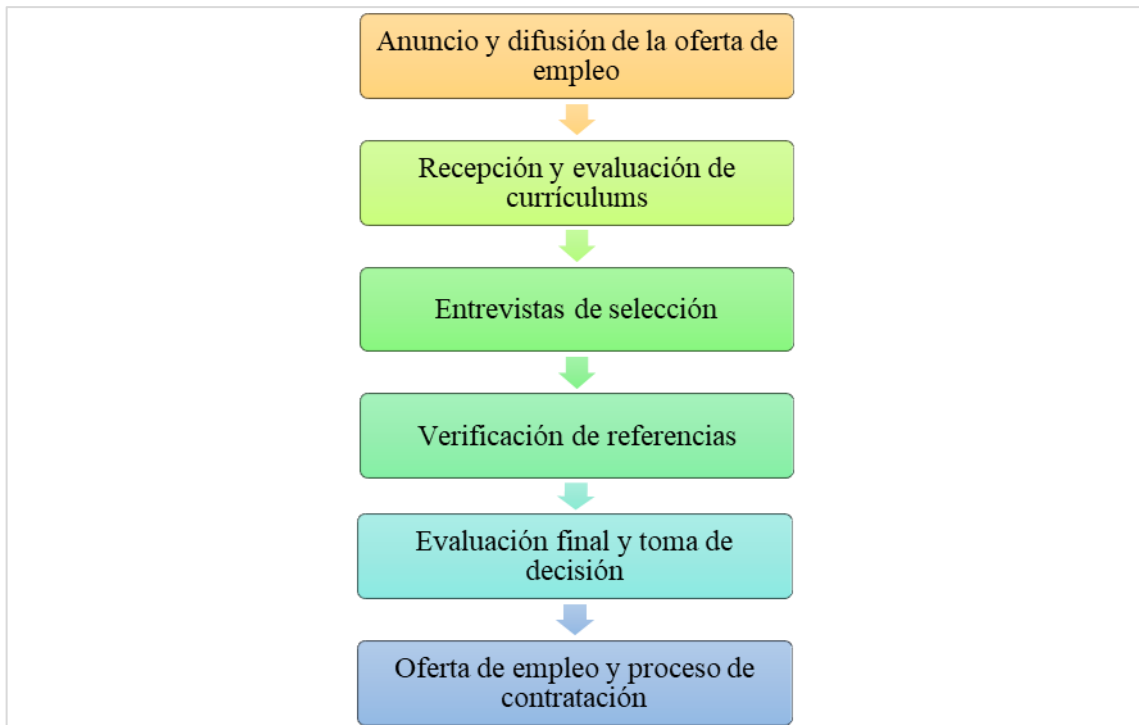 Anuncio y difusión de la oferta de
empleo
Recepción y evaluación de
currículums
Entrevistas de selección
Verificación de referencias
Evaluación final y toma de
decisión
Oferta de empleo y proceso de
contratación